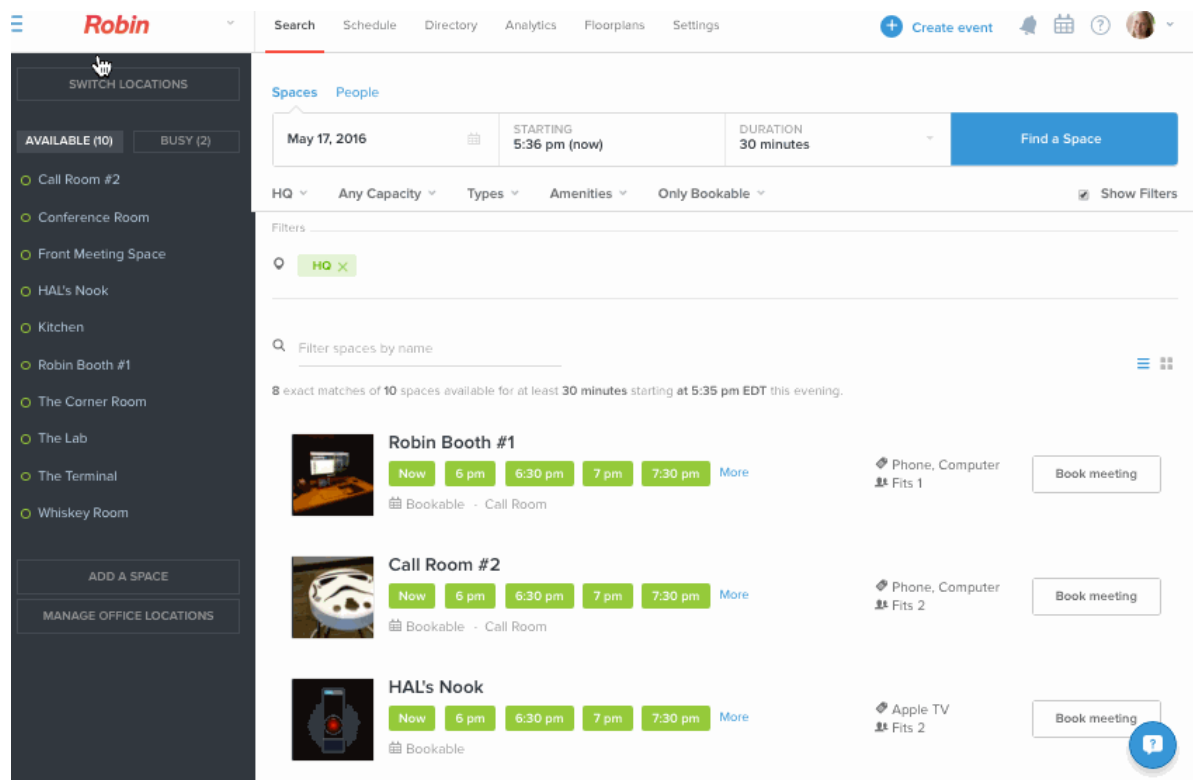 Robin
Search Schedule Directory Analytics Floorplans Settings
Create event
SWITCH LOCATIONS
AVAILABLE (10) BUSY (2)
Call Room #2
Conference Room
Front Meeting Space
HAL's Nook
Kitchen
Robin Booth #1
The Corner Room
The Lab
The Terminal
Whiskey Room
ADD A SPACE
MANAGE OFFICE LOCATIONS
Spaces People
May 17, 2016
STARTING
5:36 pm (now)
DURATION
30 minutes
Find a Space
HQ Any Capacity Types Amenities Only Bookable Show Filters
Filters
HQ
Filter spaces by name
8 exact matches of 10 spaces available for at least 30 minutes starting at 5:35 pm EDT this evening.
Robin Booth #1
Now 6 pm 6:30 pm 7 pm 7:30 pm More
Bookable - Call Room
Phone, Computer
Fits 1
Book meeting
Call Room #2
Now 6 pm 6:30 pm 7 pm 7:30 pm More
Bookable - Call Room
Phone, Computer
Fits 2
Book meeting
HAL's Nook
Now 6 pm 6:30 pm 7 pm 7:30 pm More
Bookable
Apple TV
Fits 2
Book meeting